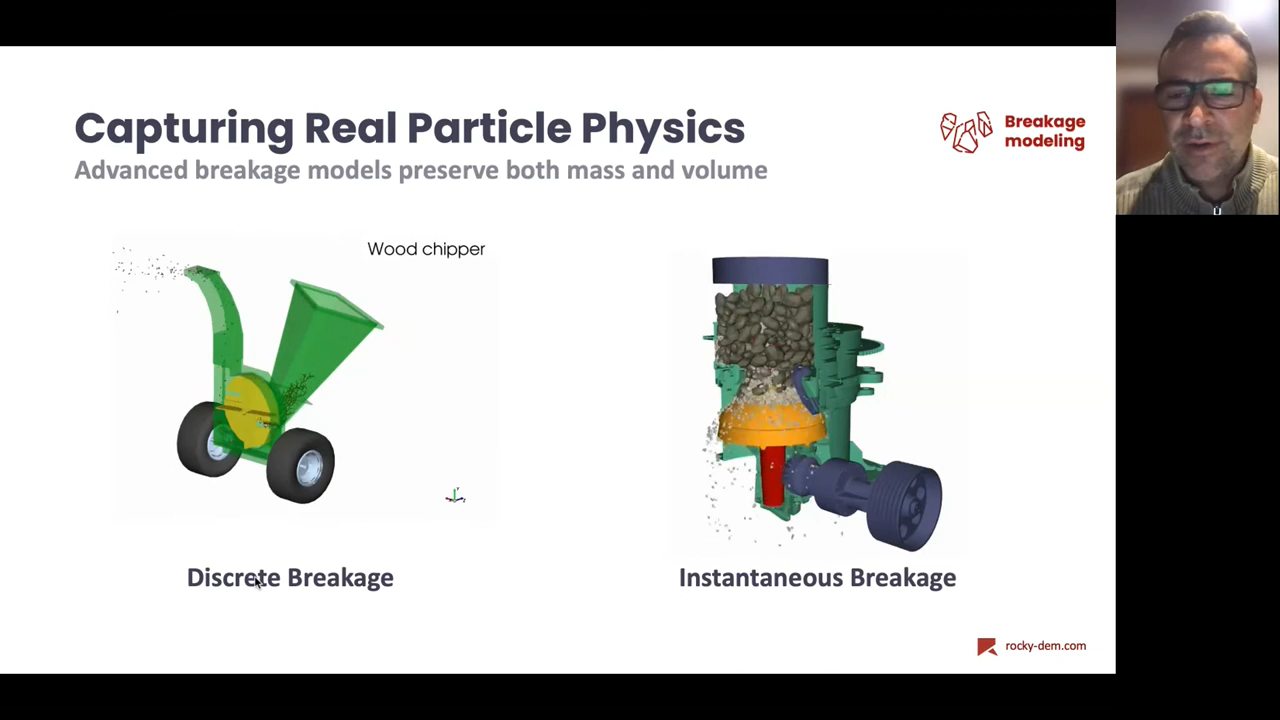 Capturing Real Particle Physics
Advanced breakage models preserve both mass and volume
Breakage
modeling
Wood chipper
Discrete Breakage
Instantaneous Breakage
rocky-dem.com